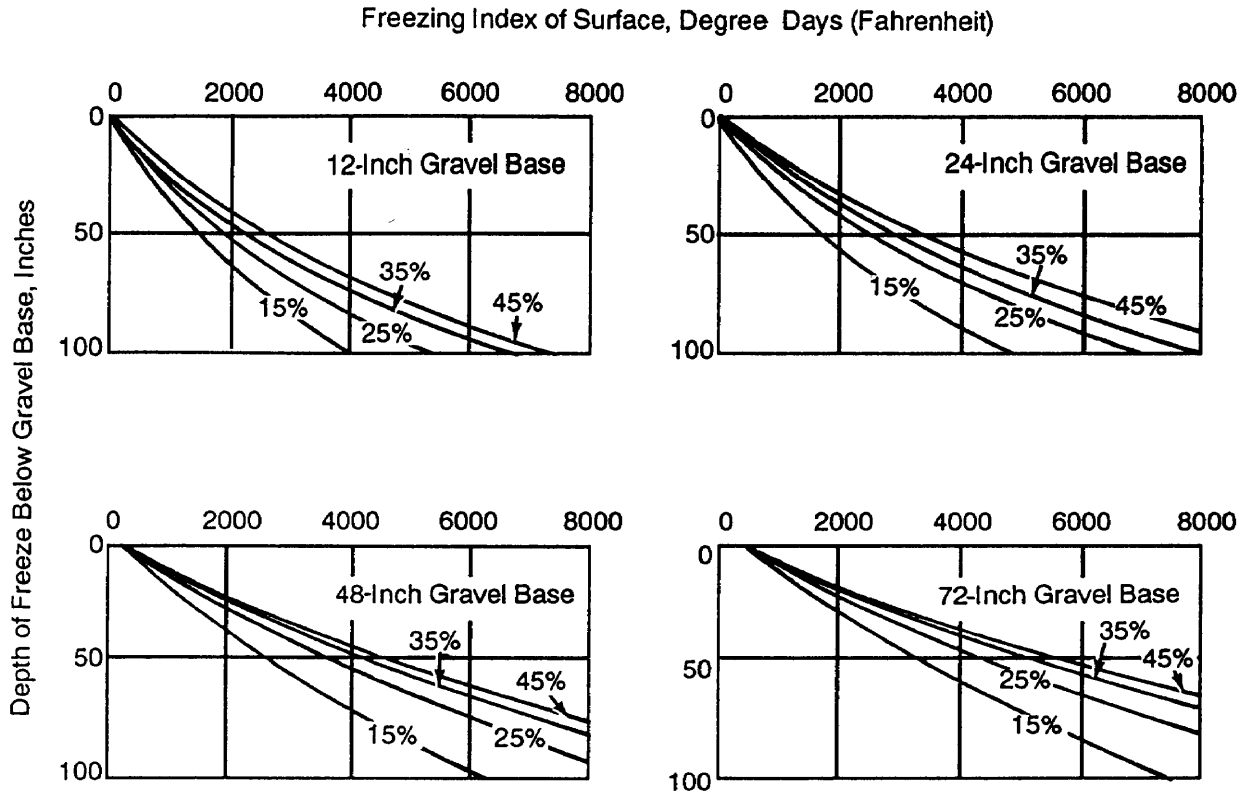 Freezing Index of Surface, Degree Days (Fahrenheit)
Depth of Freeze Below Gravel Base, Inches
0 2000 4000 6000 8000
0
50
100
12-Inch Gravel Base
35%
45%
15%
25%
0 2000 4000 6000 8000
0
50
100
24-Inch Gravel Base
35%
15%
45%
25%
0 2000 4000 6000 8000
0
50
100
48-Inch Gravel Base
35%
45%
15%
25%
0 2000 4000 6000 8000
0
50
100
72-Inch Gravel Base
35%
45%
25%
15%